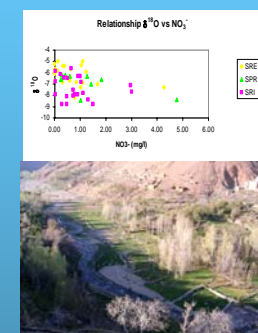 Relationship δ¹⁸O vs NO₃⁻
-4
-5
-6
-7
-8
-9
-10
δ ¹⁸O
0.00 1.00 2.00 3.00 4.00 5.00 6.00
NO3- (mg/l)
SRE
SPR
SRI